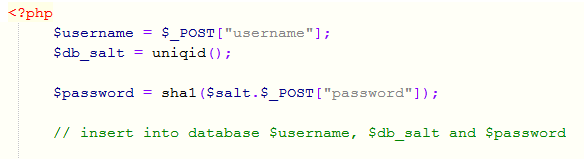 <?php
$username = $_POST["username"];
$db_salt = uniqid();
$password = sha1($salt.$_POST["password"]);
// insert into database $username, $db_salt and $password